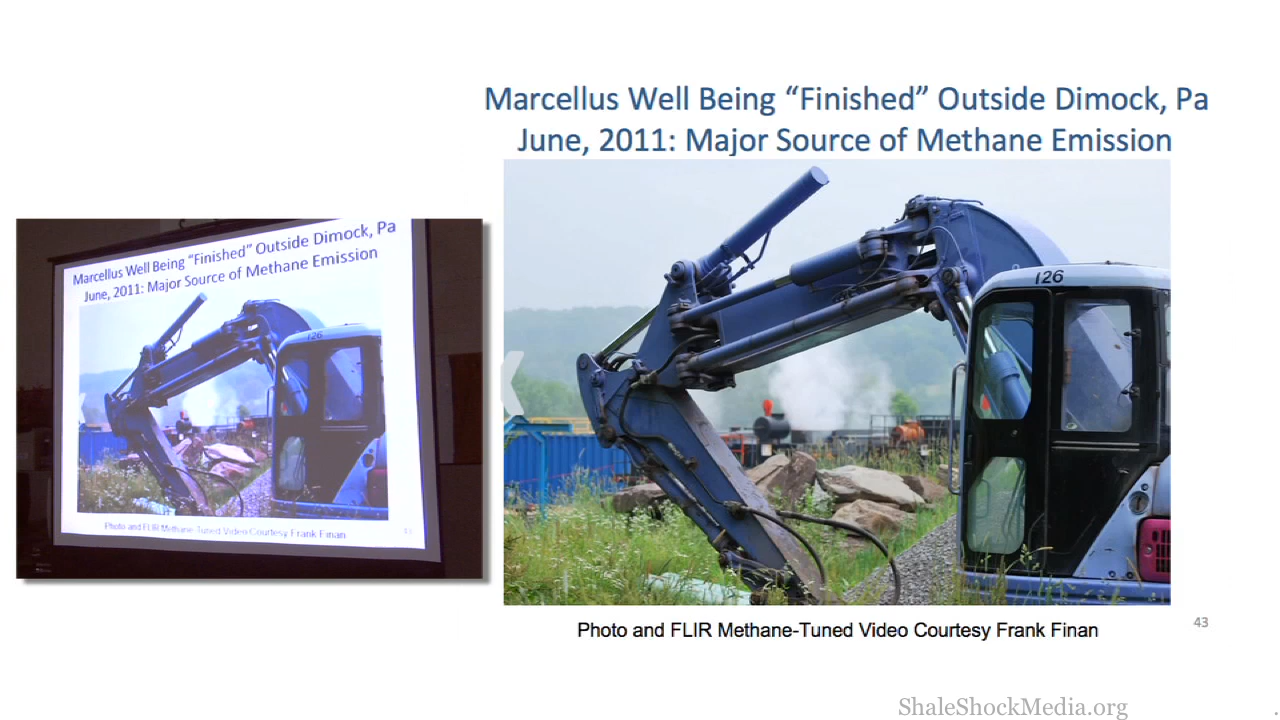 Marcellus Well Being “Finished” Outside Dimock, Pa
June, 2011: Major Source of Methane Emission
126
Photo and FLIR Methane-Tuned Video Courtesy Frank Finan
43
Marcellus Well Being “Finished” Outside Dimock, Pa
June, 2011: Major Source of Methane Emission
126
Photo and FLIR Methane-Tuned Video Courtesy Frank Finan
43
ShaleShockMedia.org